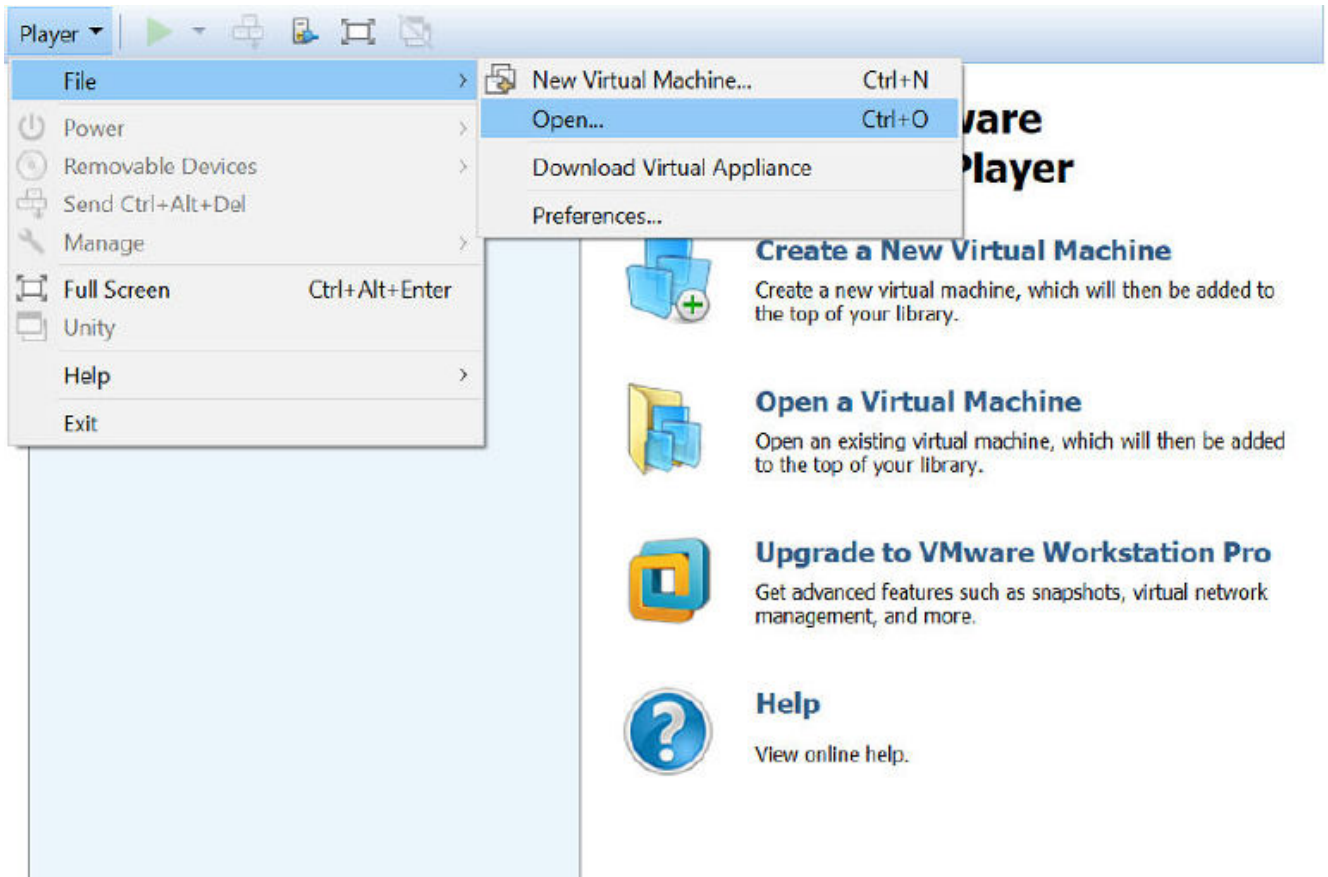 Player
File
New Virtual Machine... Ctrl+N
Open... Ctrl+O
Download Virtual Appliance
Preferences...
Power
Removable Devices
Send Ctrl+Alt+Del
Manage
Full Screen Ctrl+Alt+Enter
Unity
Help
Exit
Player
Create a New Virtual Machine
Create a new virtual machine, which will then be added to
the top of your library.
Open a Virtual Machine
Open an existing virtual machine, which will then be added
to the top of your library.
Upgrade to VMware Workstation Pro
Get advanced features such as snapshots, virtual network
management, and more.
Help
View online help.